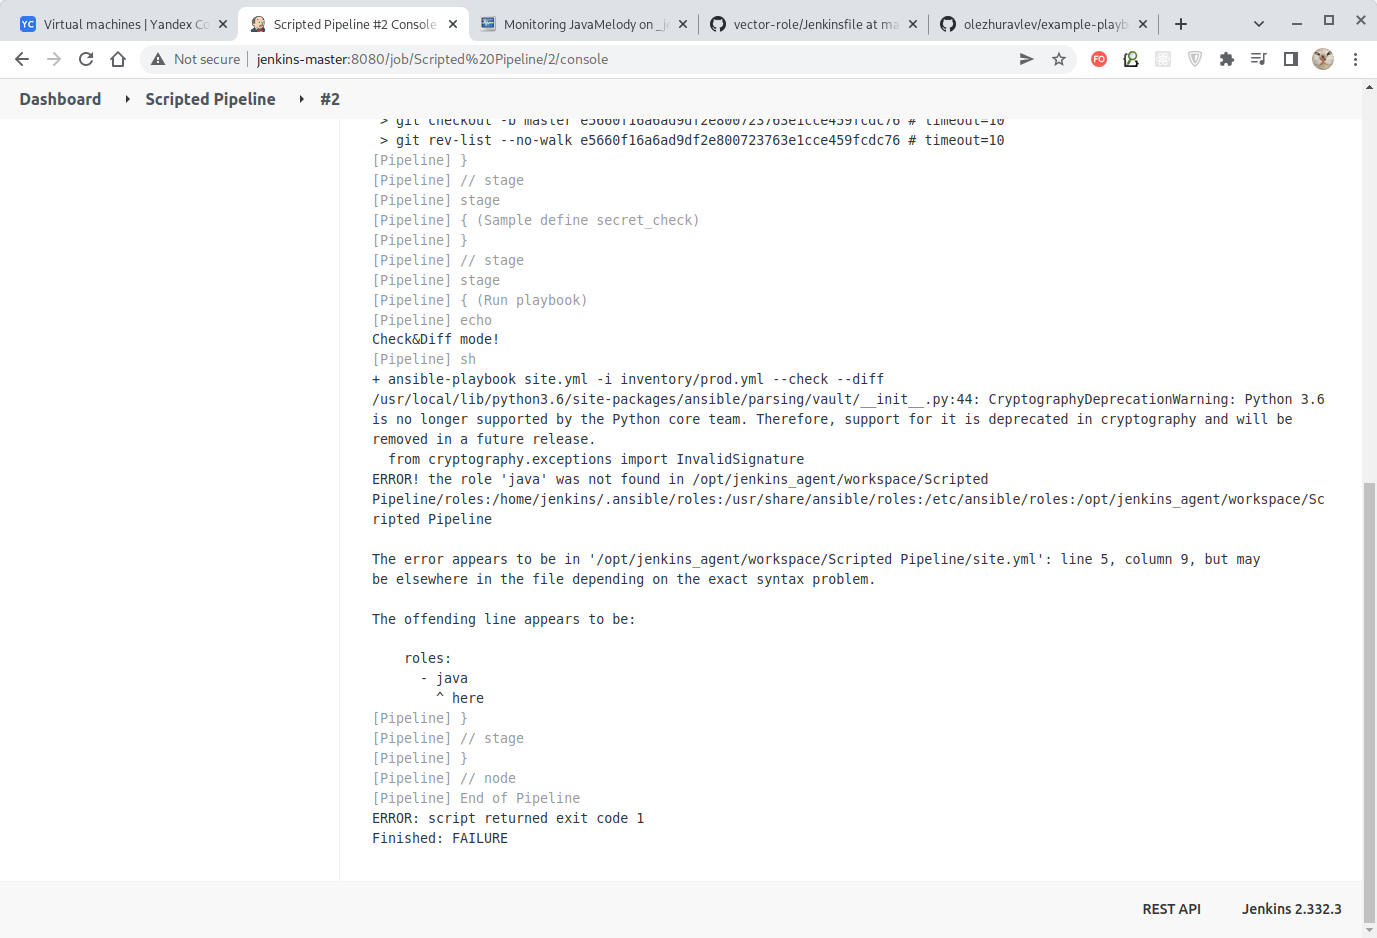 YC Virtual machines | Yandex Co
Scripted Pipeline #2 Console
Monitoring JavaMelody on _je
vector-role/Jenkinsfile at ma
olezhuravlev/example-playb
Not secure jenkins-master:8080/job/Scripted%20Pipeline/2/console
FO
Dashboard Scripted Pipeline #2
> git checkout -b master e5660f16a6ad9df2e800723763e1cce459fcdc76 # timeout=10
> git rev-list --no-walk e5660f16a6ad9df2e800723763e1cce459fcdc76 # timeout=10
[Pipeline] }
[Pipeline] // stage
[Pipeline] stage
[Pipeline] { (Sample define secret_check)
[Pipeline] }
[Pipeline] // stage
[Pipeline] stage
[Pipeline] { (Run playbook)
[Pipeline] echo
Check&Diff mode!
[Pipeline] sh
+ ansible-playbook site.yml -i inventory/prod.yml --check --diff
/usr/local/lib/python3.6/site-packages/ansible/parsing/vault/__init__.py:44: CryptographyDeprecationWarning: Python 3.6
is no longer supported by the Python core team. Therefore, support for it is deprecated in cryptography and will be
removed in a future release.
from cryptography.exceptions import InvalidSignature
ERROR! the role 'java' was not found in /opt/jenkins_agent/workspace/Scripted
Pipeline/roles:/home/jenkins/.ansible/roles:/usr/share/ansible/roles:/etc/ansible/roles:/opt/jenkins_agent/workspace/Sc
ripted Pipeline
The error appears to be in '/opt/jenkins_agent/workspace/Scripted Pipeline/site.yml': line 5, column 9, but may
be elsewhere in the file depending on the exact syntax problem.
The offending line appears to be:
roles:
- java
^ here
[Pipeline] }
[Pipeline] // stage
[Pipeline] }
[Pipeline] // node
[Pipeline] End of Pipeline
ERROR: script returned exit code 1
Finished: FAILURE
REST API Jenkins 2.332.3